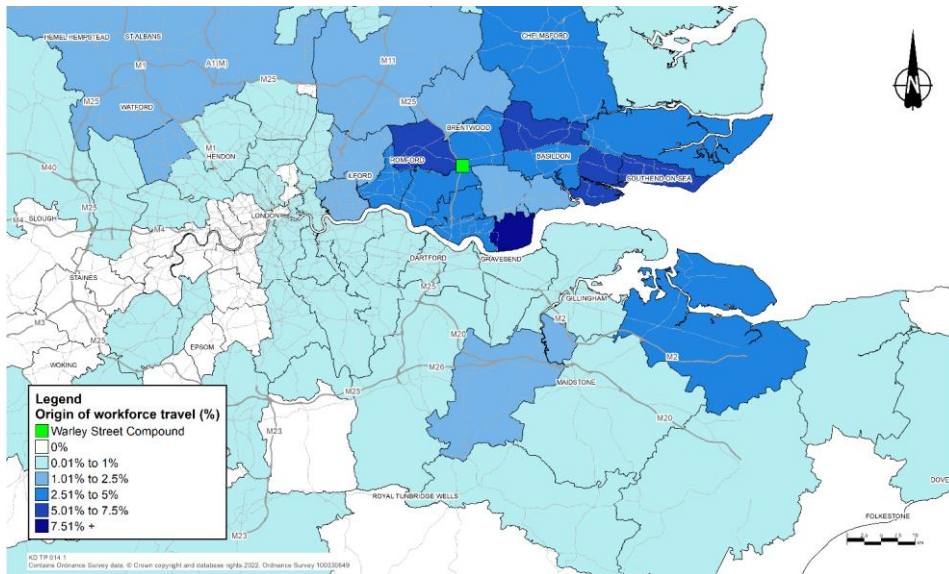 HEMEL HEMPSTEAD
ST.ALBANS
CHELMSFORD
M1
A1(M)
M11
M25
M25
WATFORD
M25
BRENTWOOD
M1
HENDON
ROMFORD
BASILDON
M40
ILFORD
SOUTHEND-ON-SEA
M25
LONDON
SLOUGH
M4
M4
DARTFORD
GRAVESEND
STAINES
M25
GILLINGHAM
M3
M2
M20
EPSOM
M2
M25
WOKING
M26
MAIDSTONE
M25
M20
M23
Legend
Origin of workforce travel (%)
Warley Street Compound
0%
0.01% to 1%
1.01% to 2.5%
2.51% to 5%
5.01% to 7.5%
7.51% +
ROYAL TUNBRIDGE WELLS
DOVE
FOLKESTONE
M23
KD TP 014 1
Contains Ordnance Survey data. © Crown copyright and database rights 2022. Ordnance Survey 100030649